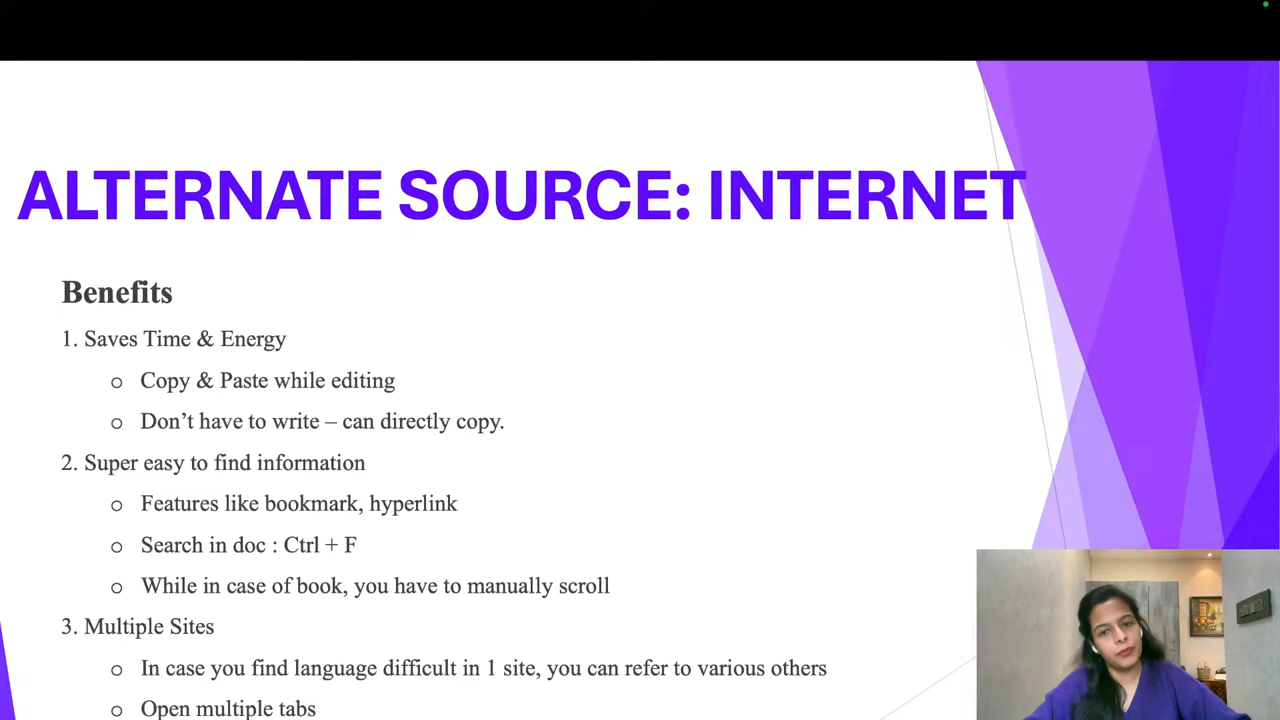 ALTERNATE SOURCE: INTERNET
Benefits
1. Saves Time & Energy
o Copy & Paste while editing
o Don’t have to write – can directly copy.
2. Super easy to find information
o Features like bookmark, hyperlink
o Search in doc : Ctrl + F
o While in case of book, you have to manually scroll
3. Multiple Sites
o In case you find language difficult in 1 site, you can refer to various others
o Open multiple tabs